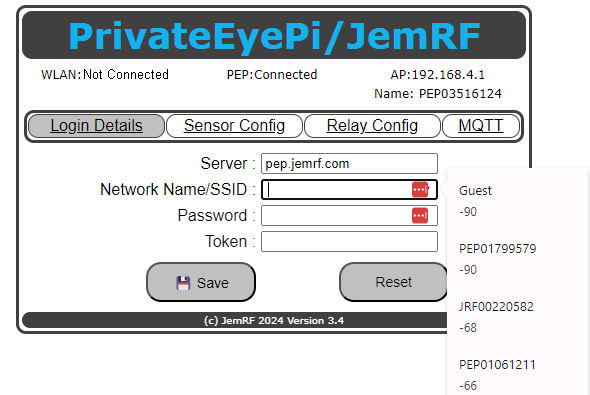 PrivateEyePi/JemRF
WLAN:Not Connected PEP:Connected AP:192.168.4.1
Name: PEP03516124
Login Details Sensor Config Relay Config MQTT
Server : pep.jemrf.com
Network Name/SSID :
Password :
Token :
Save Reset
(c) JemRF 2024 Version 3.4
Guest
-90
PEP01799579
-90
JRF00220582
-68
PEP01061211
-66